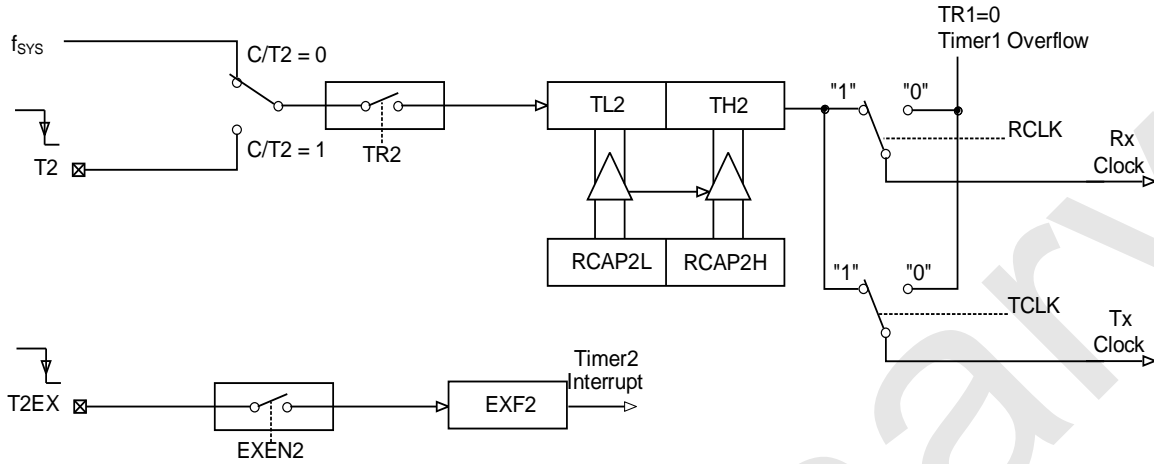 TR1=0
Timer1 Overflow
fSYS
C/T2 = 0
T2
C/T2 = 1
TR2
TL2
TH2
RCAP2L
RCAP2H
"1"
"0"
RCLK
Rx
Clock
"1"
"0"
TCLK
Tx
Clock
T2EX
EXEN2
EXF2
Timer2
Interrupt